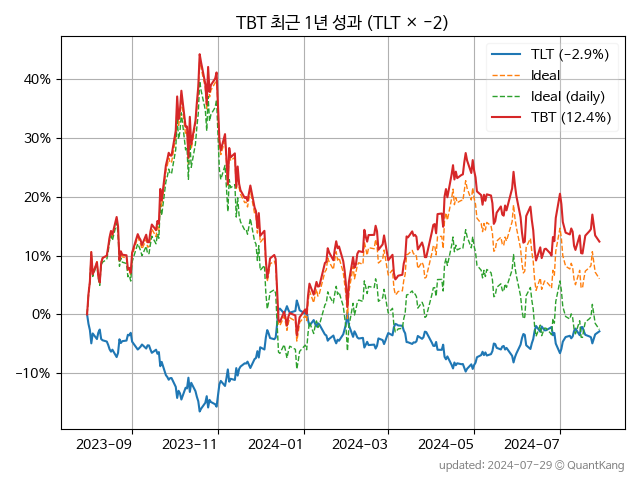 TBT 최근 1년 성과 (TLT × −2)
TLT (−2.9%)
Ideal
Ideal (daily)
TBT (12.4%)
40%
30%
20%
10%
0%
−10%
2023−09
2023−11
2024−01
2024−03
2024−05
2024−07
updated: 2024−07−29 © QuantKang